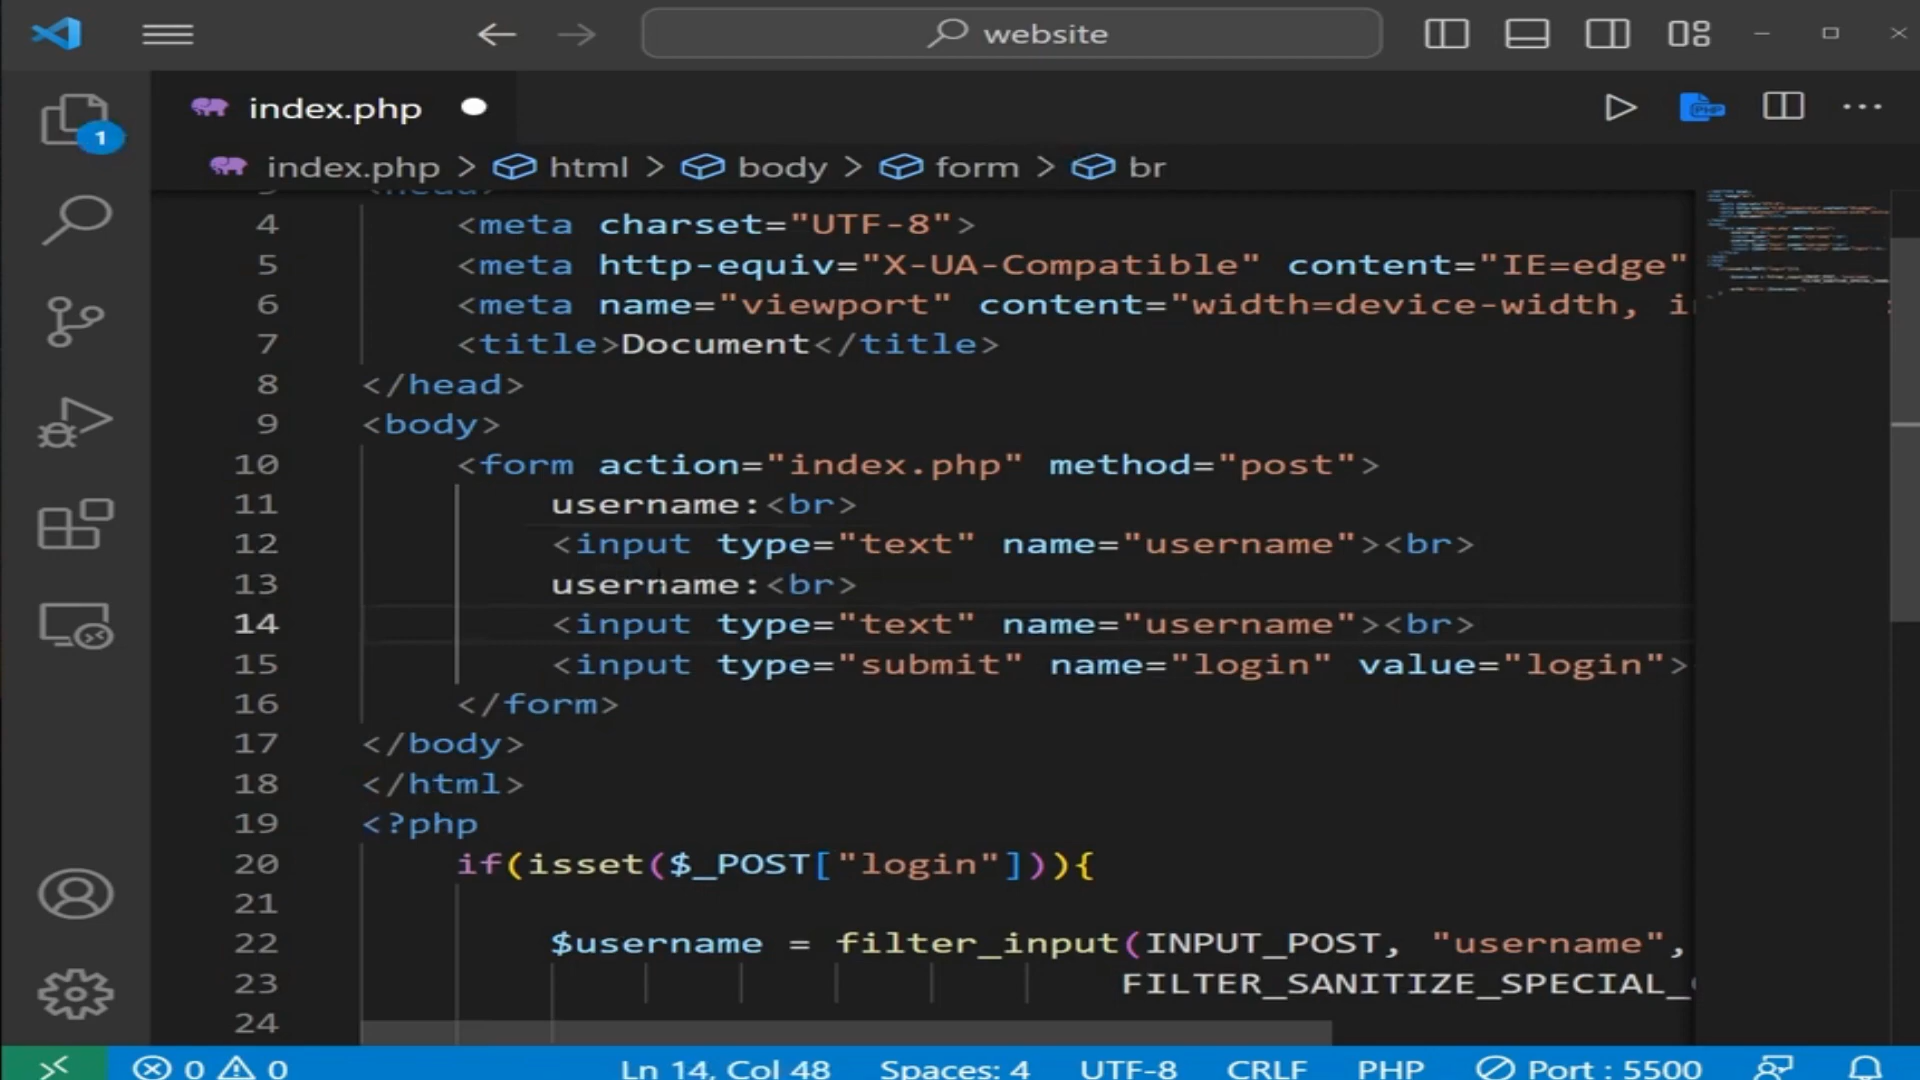 website
index.php
1
index.php > html > body > form > br
4 <meta charset="UTF-8">
5 <meta http-equiv="X-UA-Compatible" content="IE=edge"
6 <meta name="viewport" content="width=device-width,
7 <title>Document</title>
8 </head>
9 <body>
10 <form action="index.php" method="post">
11 username:<br>
12 <input type="text" name="username"><br>
13 username:<br>
14 <input type="text" name="username"><br>
15 <input type="submit" name="login" value="login">
16 </form>
17 </body>
18 </html>
19 <?php
20 if(isset($_POST["login"])){
21
22 $username = filter_input(INPUT_POST, "username",
23 FILTER_SANITIZE_SPECIAL_
24
0 0 Ln 14, Col 48 Spaces: 4 UTF-8 CRLF PHP Port : 5500